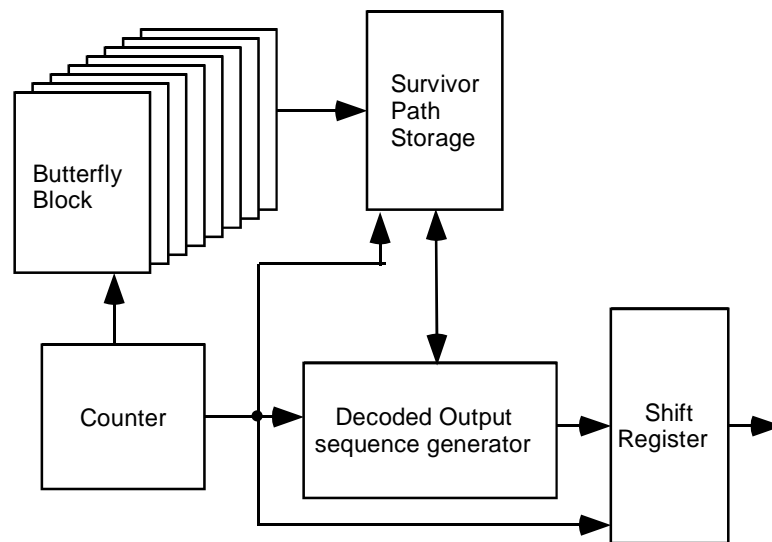 Survivor
Path
Storage
Butterfly
Block
Counter
Decoded Output
sequence generator
Shift
Register